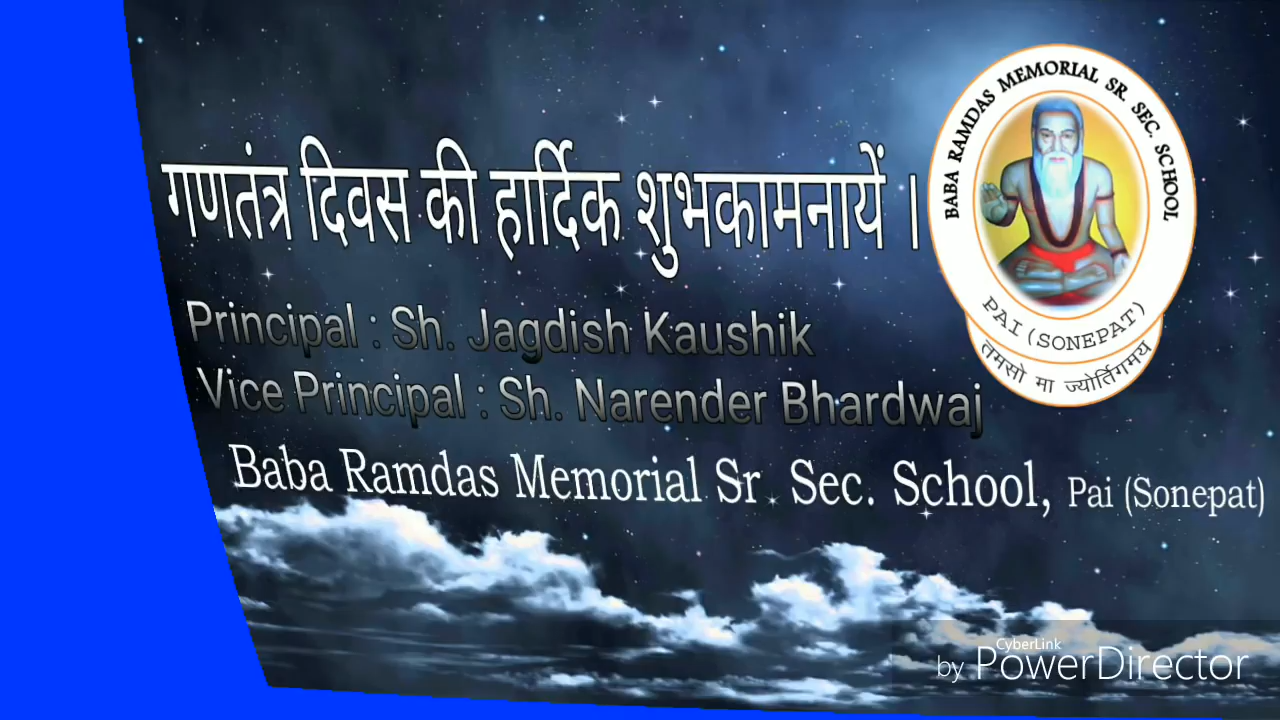 गणतंत्र दिवस की हार्दिक शुभकामनायें ।
Principal : Sh. Jagdish Kaushik
Vice Principal : Sh. Narender Bhardwaj
Baba Ramdas Memorial Sr. Sec. School, Pai (Sonepat)
BABA RAMDAS MEMORIAL SR. SEC. SCHOOL
PAI (SONEPAT)
तमसो मा ज्योर्तिगमय
CyberLink
by PowerDirector